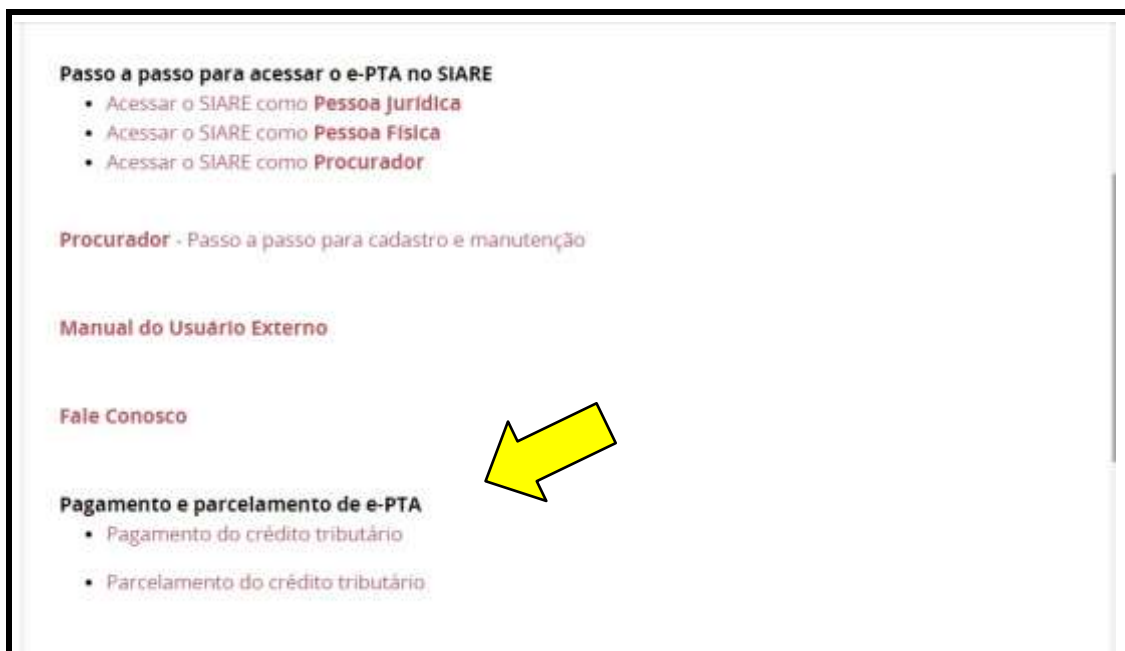 Passo a passo para acessar o e-PTA no SIARE
• Acessar o SIARE como Pessoa Jurídica
• Acessar o SIARE como Pessoa Física
• Acessar o SIARE como Procurador
Procurador - Passo a passo para cadastro e manutenção
Manual do Usuário Externo
Fale Conosco
Pagamento e parcelamento de e-PTA
• Pagamento do crédito tributário
• Parcelamento do crédito tributário